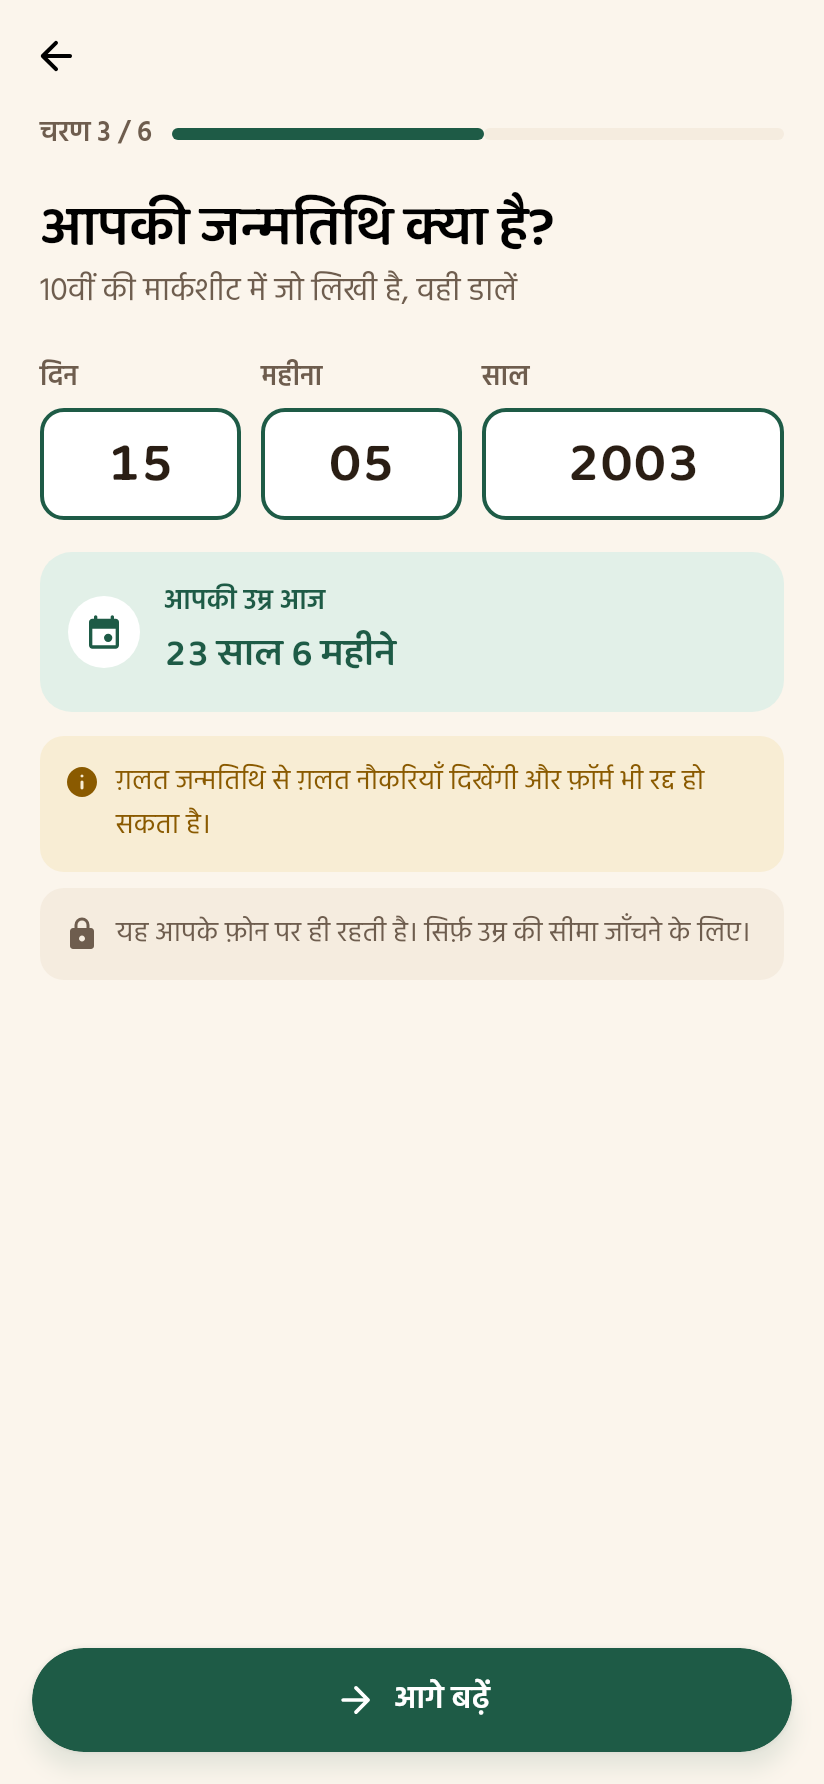 चरण 3 / 6
आपकी जन्मतिथि क्या है?
10वीं की मार्कशीट में जो लिखी है, वही डालें
दिन महीना साल
15 05 2003
आपकी उम्र आज
23 साल 6 महीने
ग़लत जन्मतिथि से ग़लत नौकरियाँ दिखेंगी और फ़ॉर्म भी रद्द हो
सकता है।
यह आपके फ़ोन पर ही रहती है। सिर्फ़ उम्र की सीमा जाँचने के लिए।
आगे बढ़ें